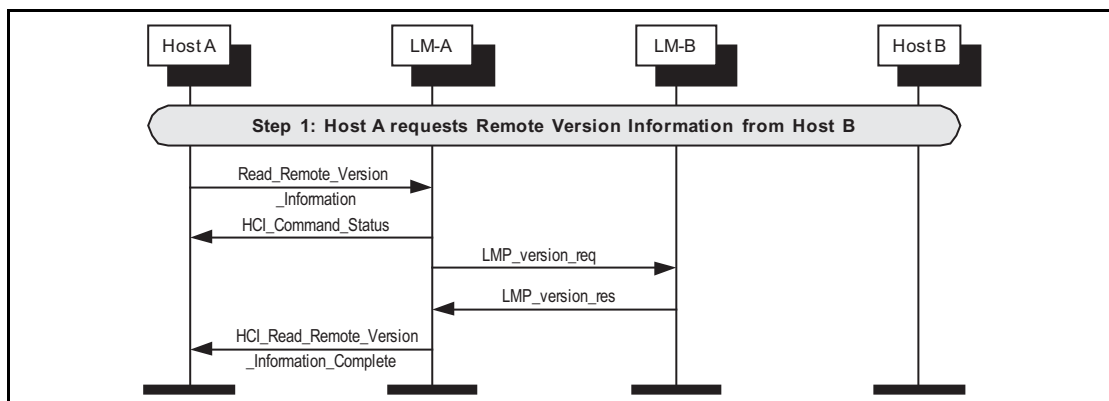 Host A
LM-A
LM-B
Host B
Step 1: Host A requests Remote Version Information from Host B
Read_Remote_Version
_Information
HCI_Command_Status
LMP_version_req
LMP_version_res
HCI_Read_Remote_Version
_Information_Complete